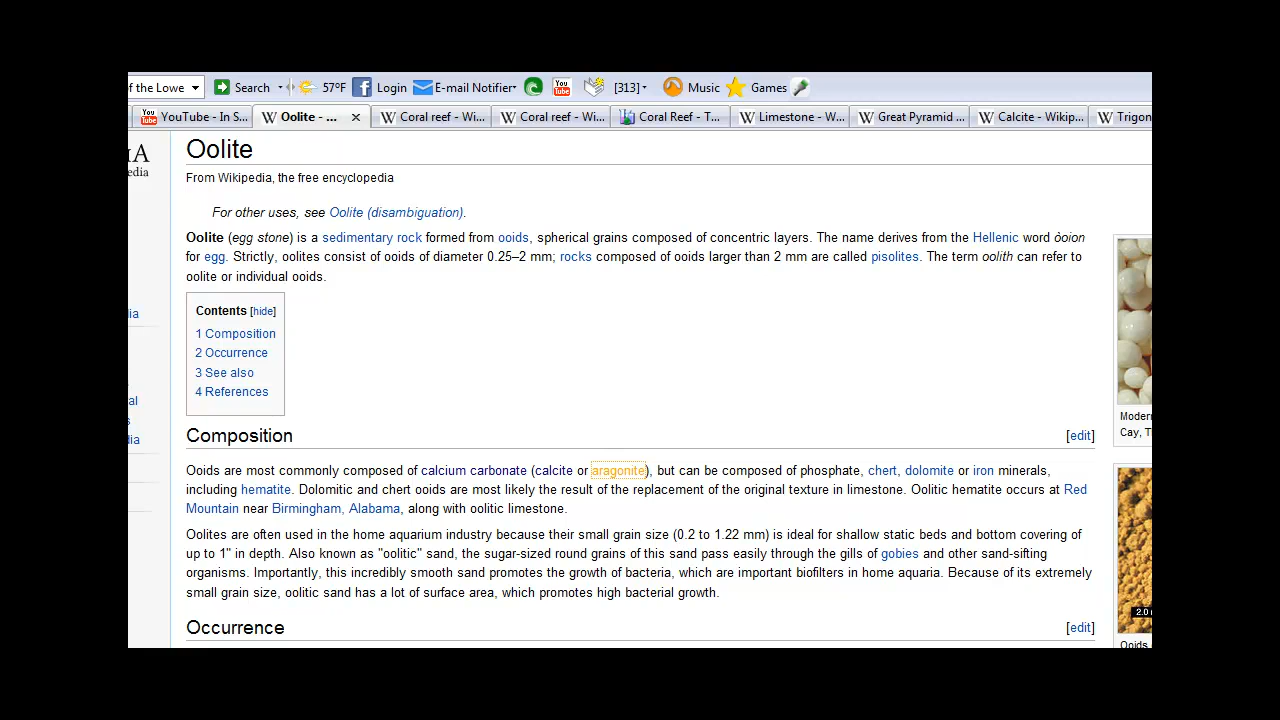 of the Lowe Search 57°F Login E-mail Notifier [313] Music Games
YouTube - In S... Oolite - ... Coral reef - Wi... Coral reef - Wi... Coral Reef - T... Limestone - W... Great Pyramid ... Calcite - Wikip... Trigon
Oolite
edia
From Wikipedia, the free encyclopedia
For other uses, see Oolite (disambiguation).
Oolite (egg stone) is a sedimentary rock formed from ooids, spherical grains composed of concentric layers. The name derives from the Hellenic word òoion
for egg. Strictly, oolites consist of ooids of diameter 0.25–2 mm; rocks composed of ooids larger than 2 mm are called pisolites. The term oolith can refer to
oolite or individual ooids.
Contents [hide]
1 Composition
2 Occurrence
3 See also
4 References
dia
al
s
dia
Moder
Cay, T
Composition [edit]
Ooids are most commonly composed of calcium carbonate (calcite or aragonite), but can be composed of phosphate, chert, dolomite or iron minerals,
including hematite. Dolomitic and chert ooids are most likely the result of the replacement of the original texture in limestone. Oolitic hematite occurs at Red
Mountain near Birmingham, Alabama, along with oolitic limestone.
Oolites are often used in the home aquarium industry because their small grain size (0.2 to 1.22 mm) is ideal for shallow static beds and bottom covering of
up to 1" in depth. Also known as "oolitic" sand, the sugar-sized round grains of this sand pass easily through the gills of gobies and other sand-sifting
organisms. Importantly, this incredibly smooth sand promotes the growth of bacteria, which are important biofilters in home aquaria. Because of its extremely
small grain size, oolitic sand has a lot of surface area, which promotes high bacterial growth.
2.0
Occurrence [edit]
Ooids